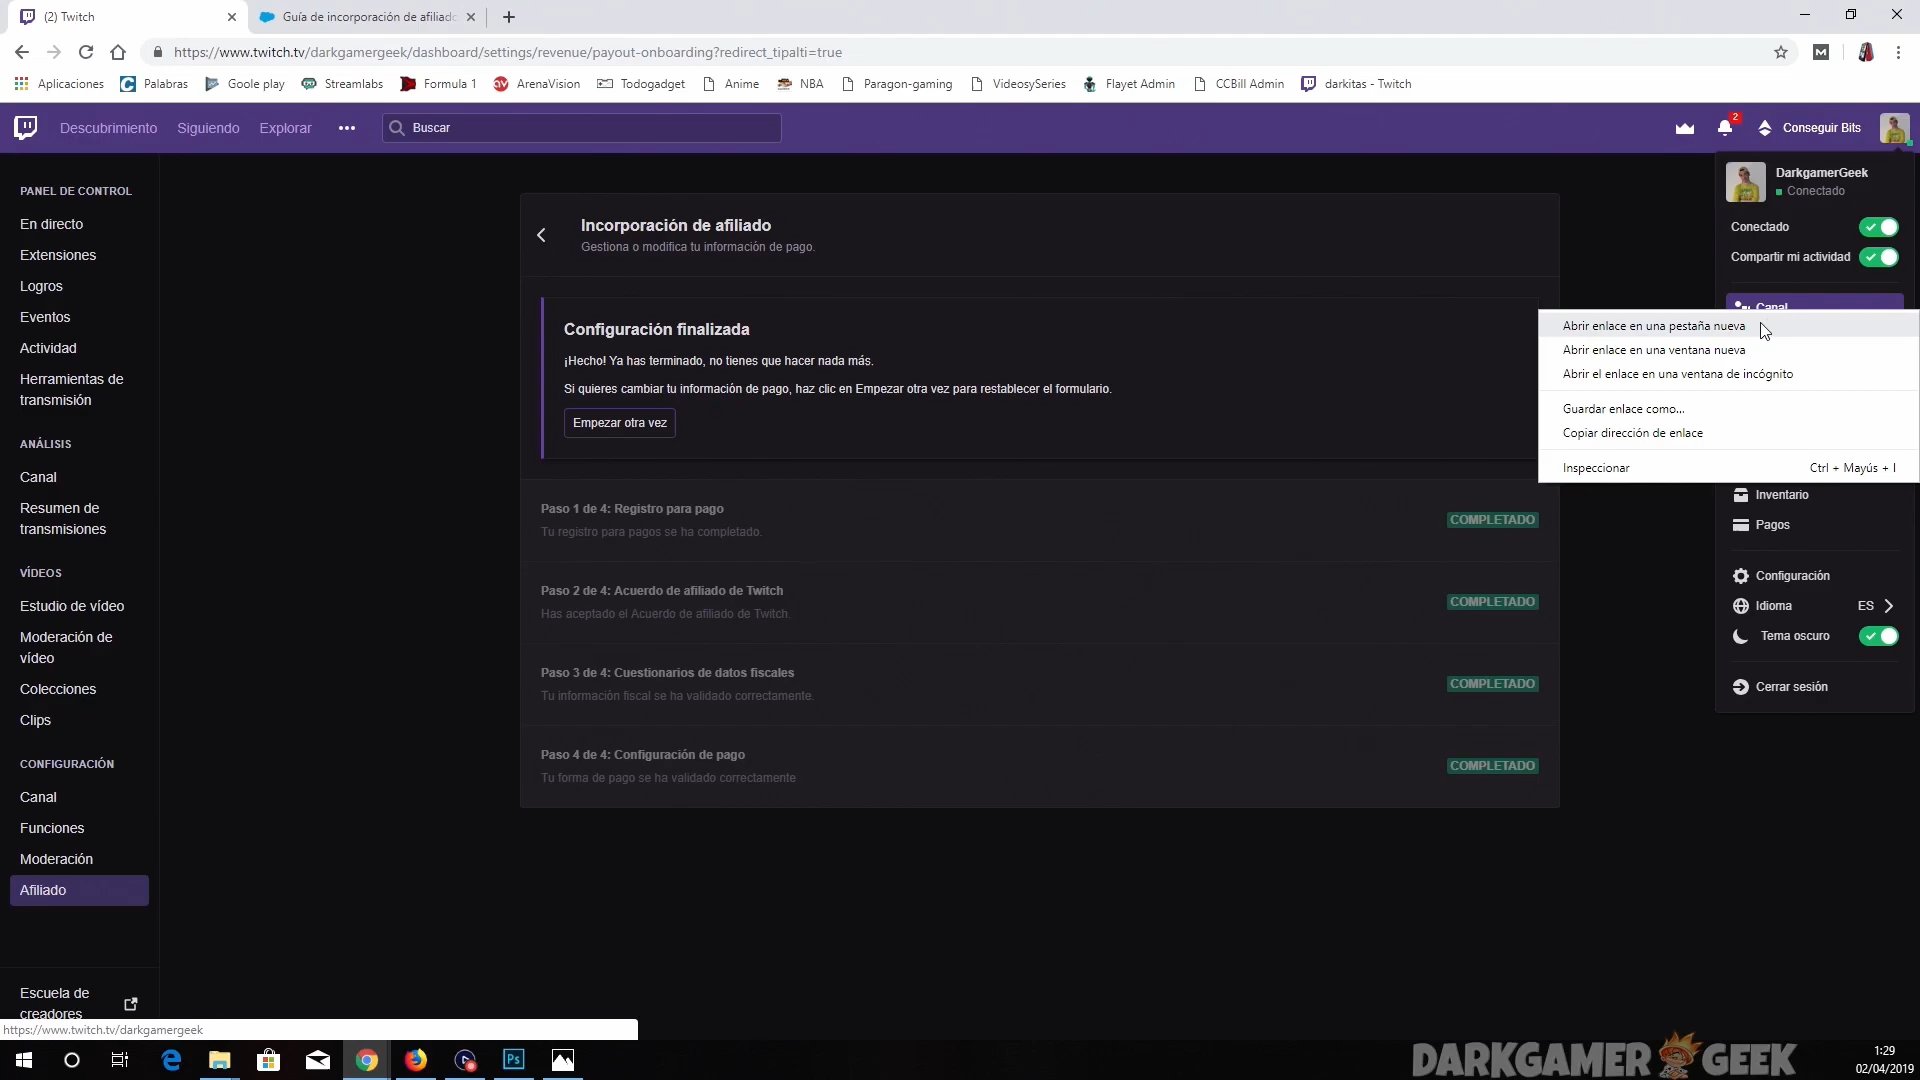 (2) Twitch
Guía de incorporación de afiliado
https://www.twitch.tv/darkgamergeek/dashboard/settings/revenue/payout-onboarding?redirect_tipalti=true
Aplicaciones
Palabras
Goole play
Streamlabs
Formula 1
ArenaVision
Todogadget
Anime
NBA
Paragon-gaming
VideosySeries
Flayet Admin
CCBill Admin
darkitas - Twitch
Descubrimiento
Siguiendo
Explorar
•••
Buscar
2
Conseguir Bits
PANEL DE CONTROL
En directo
Extensiones
Logros
Eventos
Actividad
Herramientas de
transmisión
ANÁLISIS
Canal
Resumen de
transmisiones
VÍDEOS
Estudio de vídeo
Moderación de
vídeo
Colecciones
Clips
CONFIGURACIÓN
Canal
Funciones
Moderación
Afiliado
Escuela de
creadores
https://www.twitch.tv/darkgamergeek
Incorporación de afiliado
Gestiona o modifica tu información de pago.
Configuración finalizada
¡Hecho! Ya has terminado, no tienes que hacer nada más.
Si quieres cambiar tu información de pago, haz clic en Empezar otra vez para restablecer el formulario.
Empezar otra vez
Paso 1 de 4: Registro para pago
Tu registro para pagos se ha completado.
COMPLETADO
Paso 2 de 4: Acuerdo de afiliado de Twitch
Has aceptado el Acuerdo de afiliado de Twitch.
COMPLETADO
Paso 3 de 4: Cuestionarios de datos fiscales
Tu información fiscal se ha validado correctamente.
COMPLETADO
Paso 4 de 4: Configuración de pago
Tu forma de pago se ha validado correctamente
COMPLETADO
DarkgamerGeek
Conectado
Conectado
Compartir mi actividad
Canal
Abrir enlace en una pestaña nueva
Abrir enlace en una ventana nueva
Abrir el enlace en una ventana de incógnito
Guardar enlace como...
Copiar dirección de enlace
Inspeccionar Ctrl + Mayús + I
Inventario
Pagos
Configuración
Idioma ES
Tema oscuro
Cerrar sesión
Ps
DARKGAMER GEEK
1:29
02/04/2019